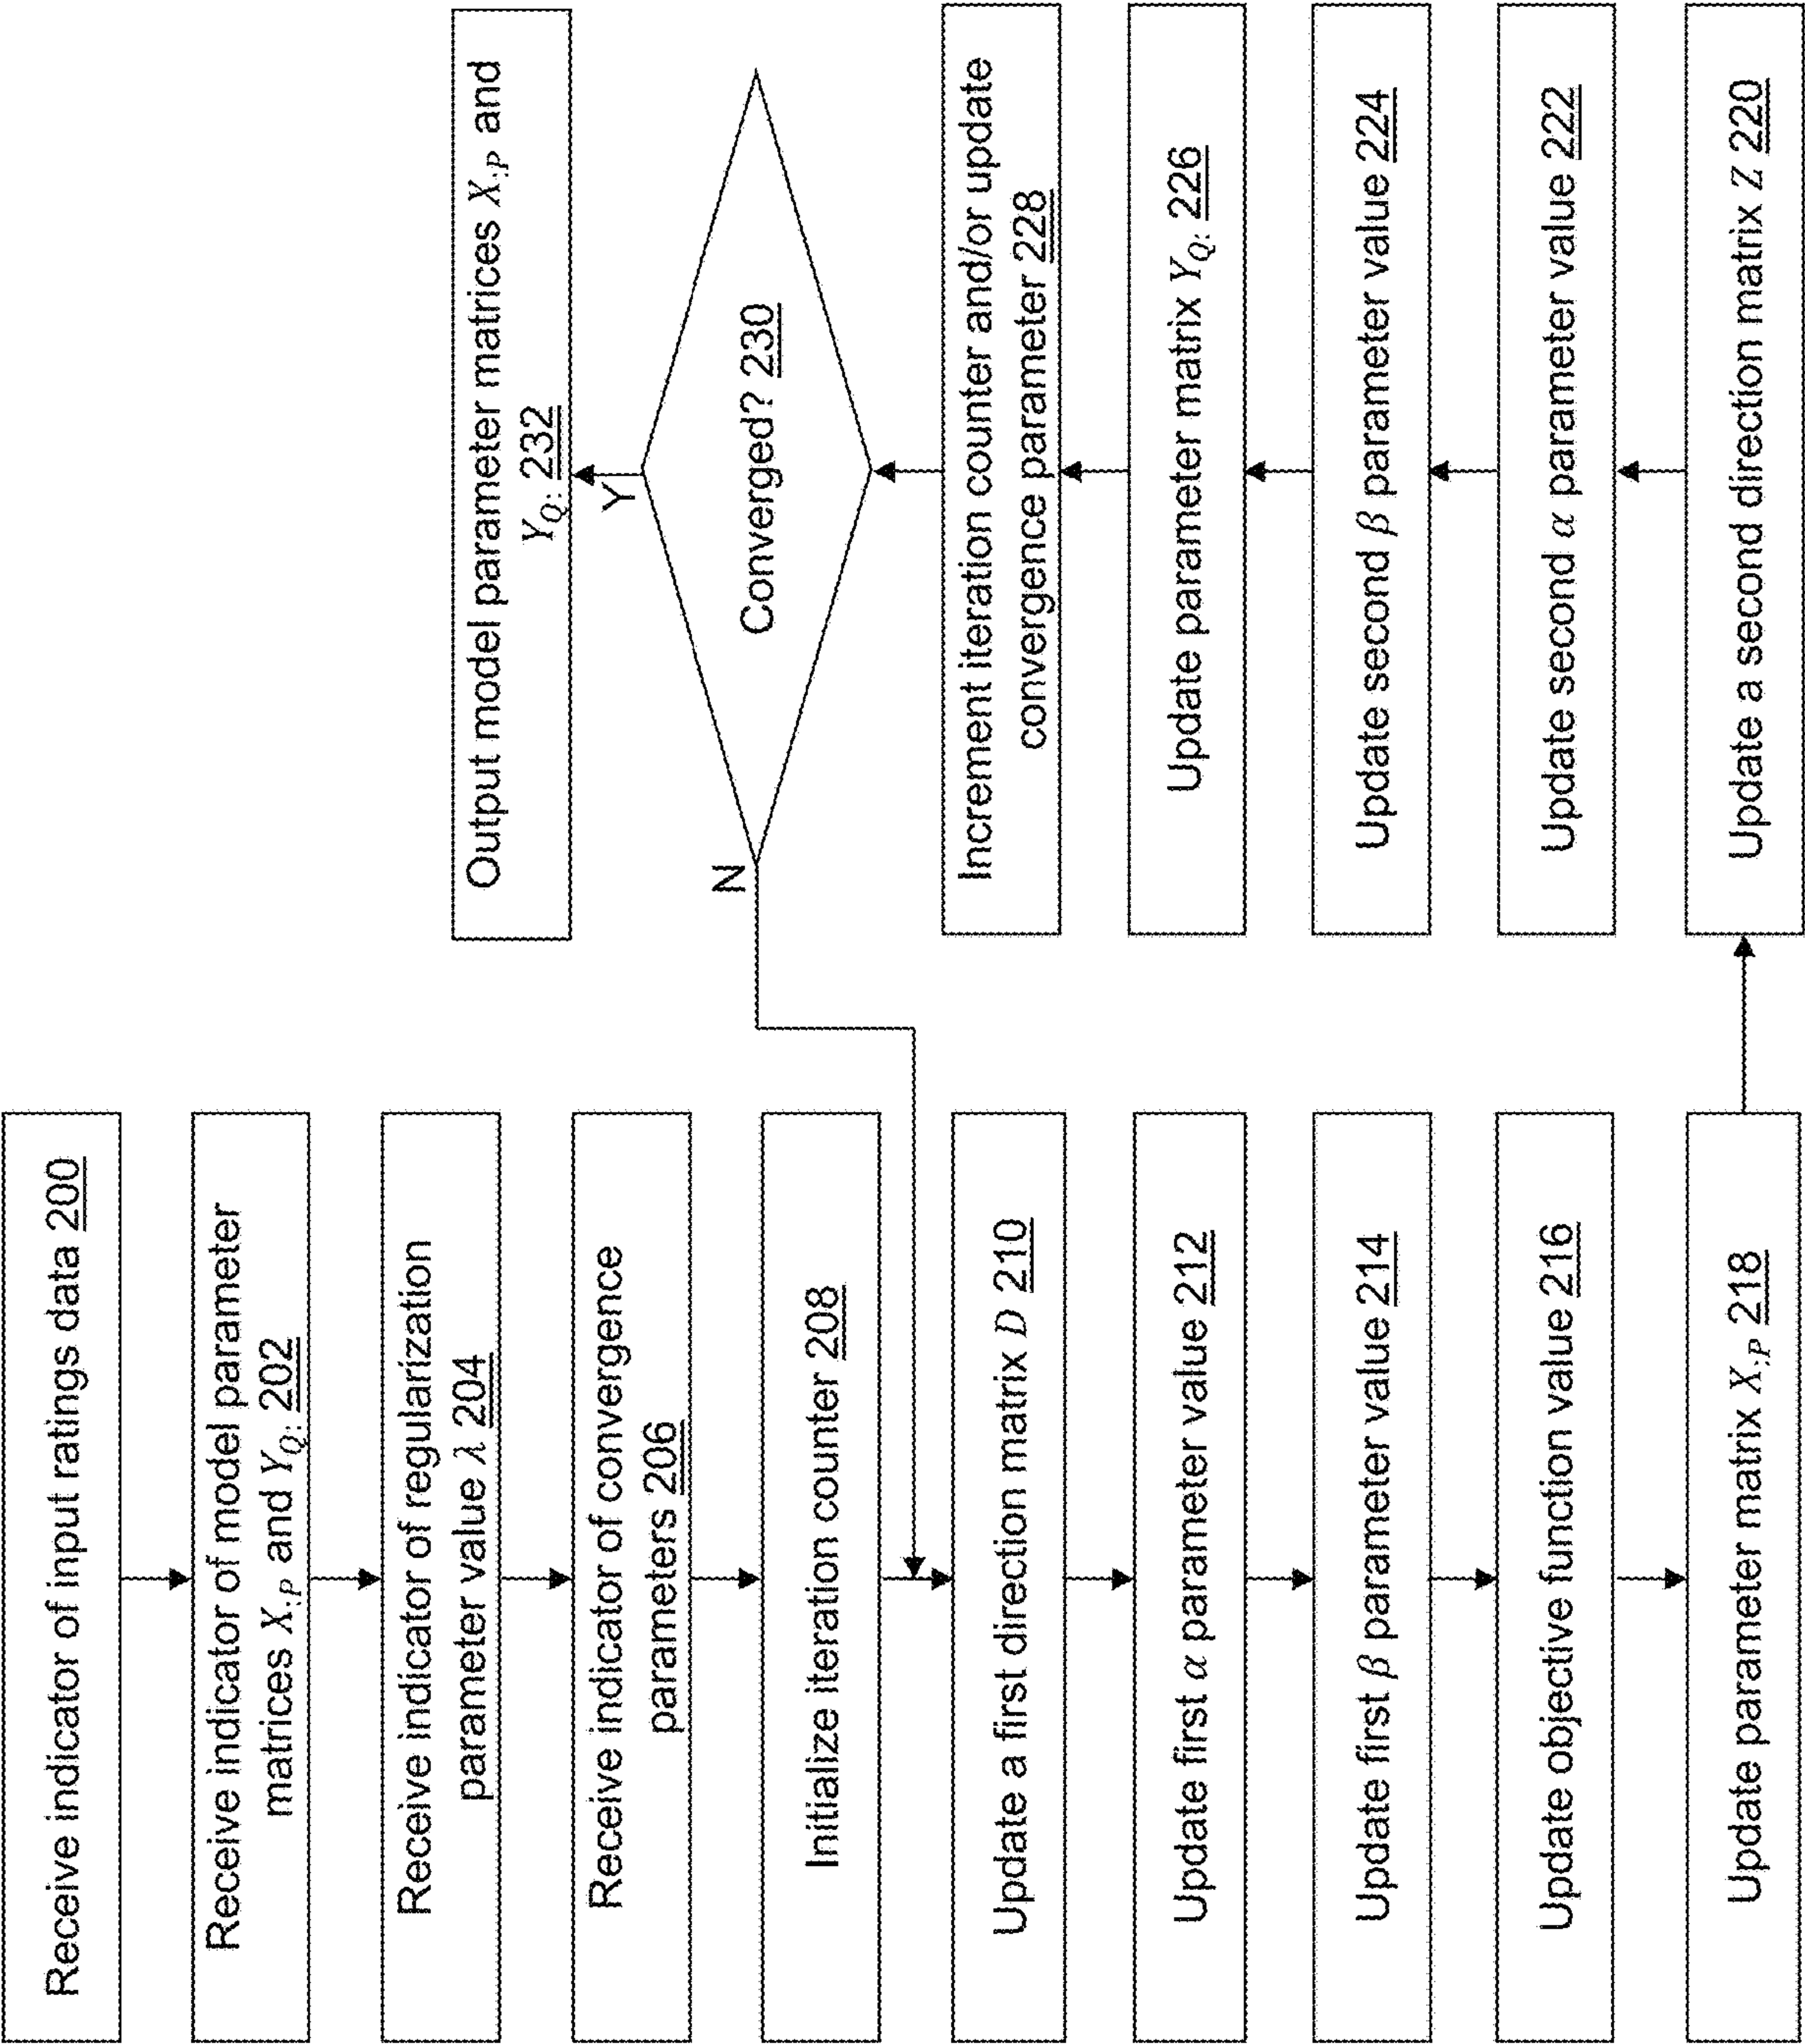 Receive indicator of input ratings data 200
Receive indicator of model parameter
matrices X:P and YQ: 202
Receive indicator of regularization
parameter value λ 204
Receive indicator of convergence
parameters 206
Initialize iteration counter 208
Update a first direction matrix D 210
Update first α parameter value 212
Update first β parameter value 214
Update objective function value 216
Update parameter matrix X:P 218
Update a second direction matrix Z 220
Update second α parameter value 222
Update second β parameter value 224
Update parameter matrix YQ: 226
Increment iteration counter and/or update
convergence parameter 228
Converged? 230
N
Y
Output model parameter matrices X:P and
YQ: 232